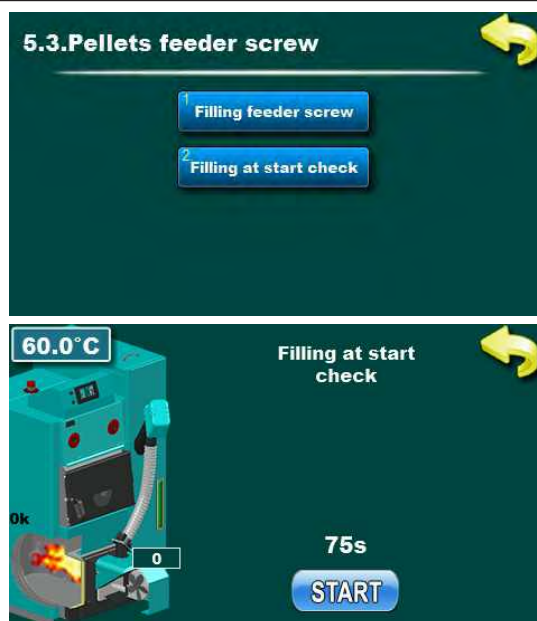 5.3.Pellets feeder screw
1
Filling feeder screw
2
Filling at start check
60.0°C
Filling at start
check
0k
0
75s
START